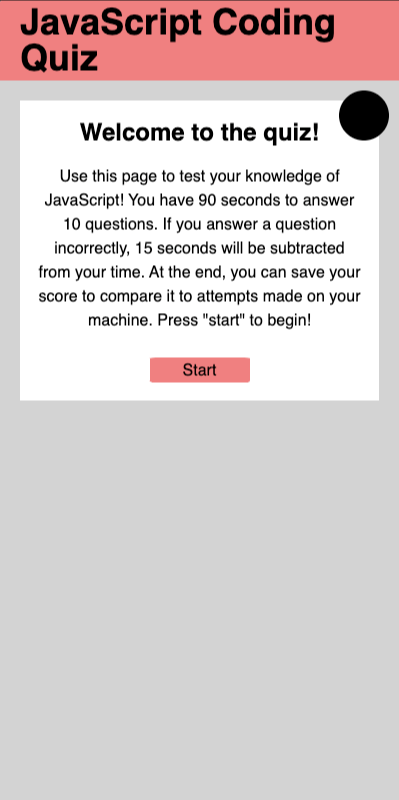 JavaScript Coding
Quiz
Welcome to the quiz!
Use this page to test your knowledge of
JavaScript! You have 90 seconds to answer
10 questions. If you answer a question
incorrectly, 15 seconds will be subtracted
from your time. At the end, you can save your
score to compare it to attempts made on your
machine. Press "start" to begin!
Start